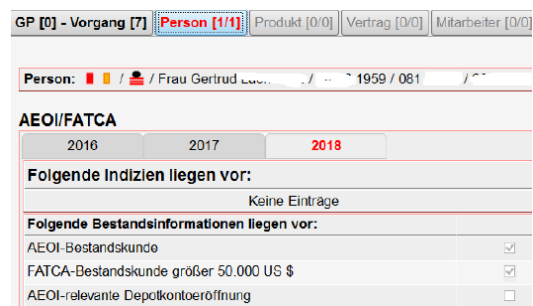 GP [0] - Vorgang [7] Person [1/1] Produkt [0/0] Vertrag [0/0] Mitarbeiter [0/0]
Person: / / Frau Gertrud / 1959 / 081 /
AEOI/FATCA
2016 2017 2018
Folgende Indizien liegen vor:
Keine Einträge
Folgende Bestandsinformationen liegen vor:
AEOI-Bestandskunde
FATCA-Bestandskunde größer 50.000 US $
AEOI-relevante Depotkontoeröffnung